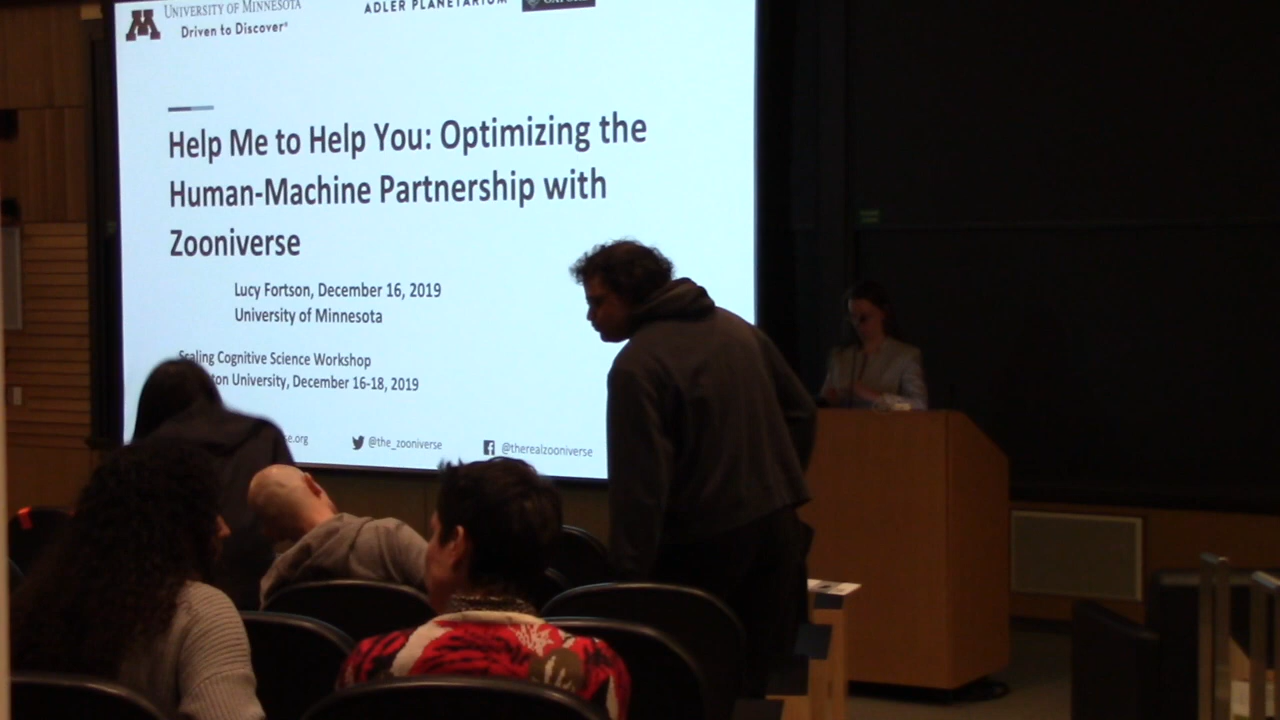 UNIVERSITY OF MINNESOTA
Driven to Discover®
ADLER PLANETARIUM
Help Me to Help You: Optimizing the
Human-Machine Partnership with
Zooniverse
Lucy Fortson, December 16, 2019
University of Minnesota
Scaling Cognitive Science Workshop
University, December 16-18, 2019
@the_zooniverse
@therealzooniverse